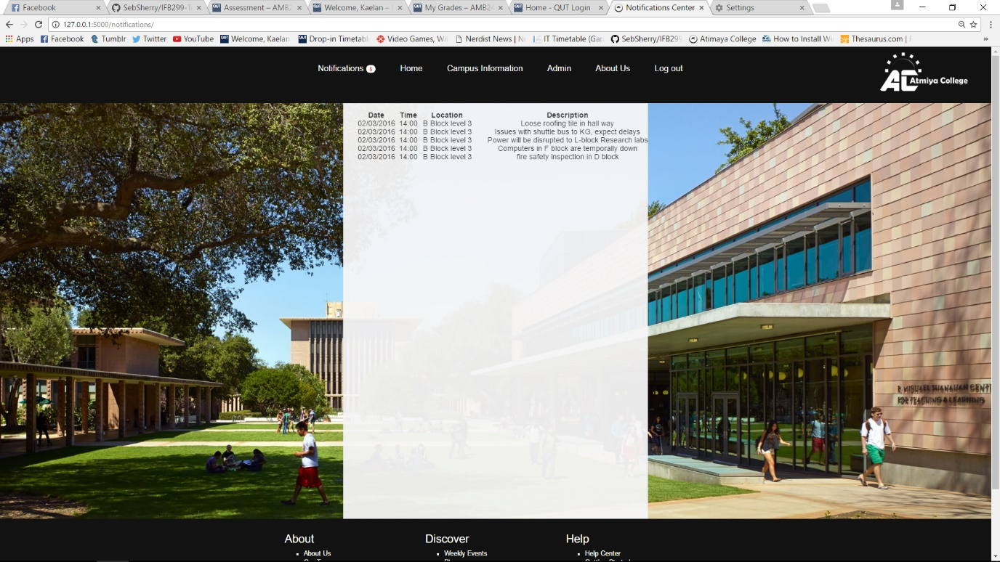 Facebook
SebSherry/IFB299-T
Assessment – AMB2
Welcome, Kaelan –
My Grades – AMB2
Home - QUT Login
Notifications Center
Settings
127.0.0.1:5000/notifications/
Apps Facebook Tumblr Twitter YouTube Welcome, Kaelan Drop-in Timetabl Video Games, Wi Nerdist News | N IT Timetable (Gar SebSherry/IFB299 Atimaya College How to Install Wi Thesaurus.com | »
Notifications 5 Home Campus Information Admin About Us Log out
AC Atmiya College
Date Time Location Description
02/03/2016 14:00 B Block level 3 Loose roofing tile in hall way
02/03/2016 14:00 B Block level 3 Issues with shuttle bus to KG, expect delays
02/03/2016 14:00 B Block level 3 Power will be disrupted to L-block Research labs
02/03/2016 14:00 B Block level 3 Computers in F block are temporally down
02/03/2016 14:00 B Block level 3 fire safety inspection in D block
R. MICHAEL SHANAHAN CENT
FOR TEACHING & LEARNING
About Discover Help
About Us Weekly Events Help Center